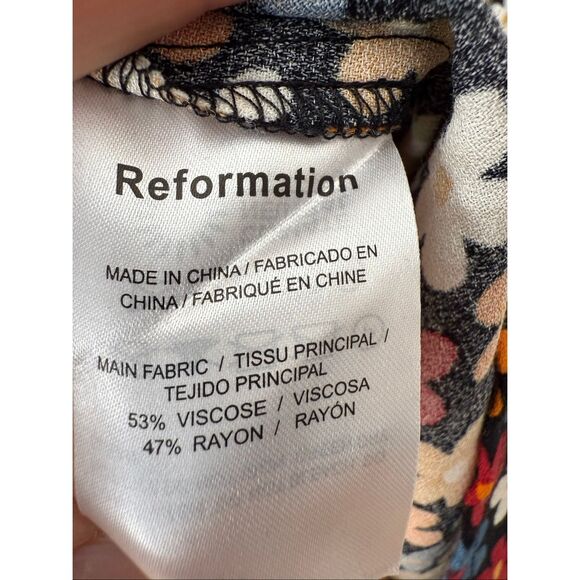 Reformation
MADE IN CHINA / FABRICADO EN
CHINA / FABRIQUÉ EN CHINE
MAIN FABRIC / TISSU PRINCIPAL /
TEJIDO PRINCIPAL
53% VISCOSE / VISCOSA
47% RAYON / RAYÓN